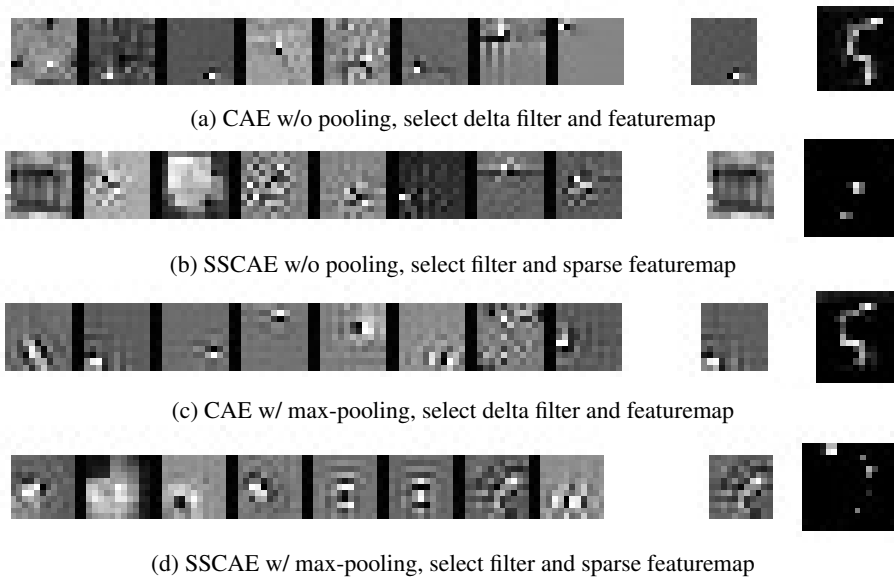 (a) CAE w/o pooling, select delta filter and featuremap
(b) SSCAE w/o pooling, select filter and sparse featuremap
(c) CAE w/ max-pooling, select delta filter and featuremap
(d) SSCAE w/ max-pooling, select filter and sparse featuremap